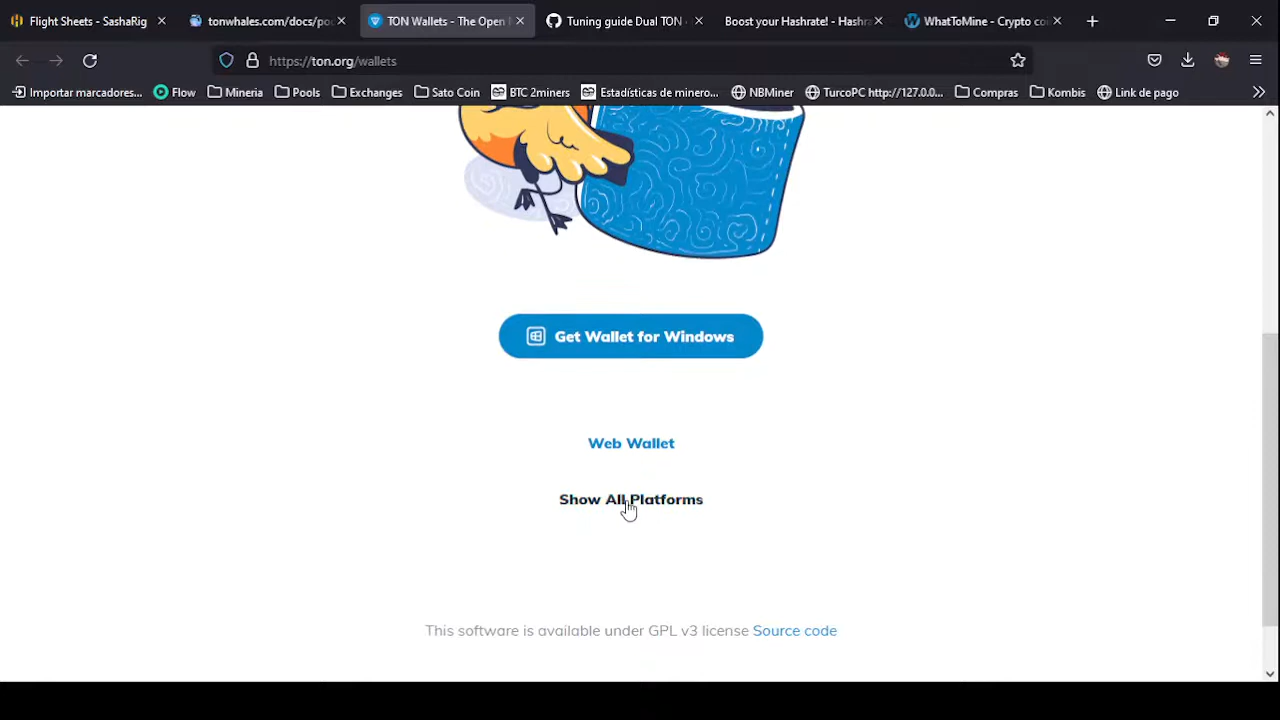 Flight Sheets - SashaRig
tonwhales.com/docs/poo
TON Wallets - The Open
Tuning guide Dual TON
Boost your Hashrate! - Hashra
WhatToMine - Crypto coi
https://ton.org/wallets
Importar marcadores...
Flow
Mineria
Pools
Exchanges
Sato Coin
BTC 2miners
Estadísticas de minero...
NBMiner
TurcoPC http://127.0.0...
Compras
Kombis
Link de pago
Get Wallet for Windows
Web Wallet
Show All Platforms
This software is available under GPL v3 license Source code